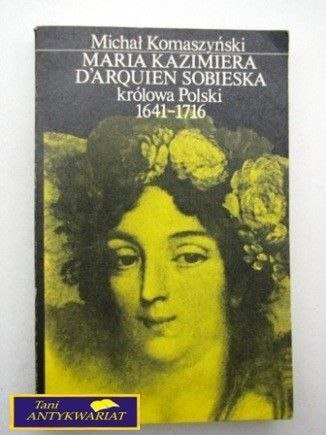 Michał Komaszyński
MARIA KAZIMIERA
D'ARQUIEN SOBIESKA
królowa Polski
1641-1716
Tani
ANTYKWARIAT